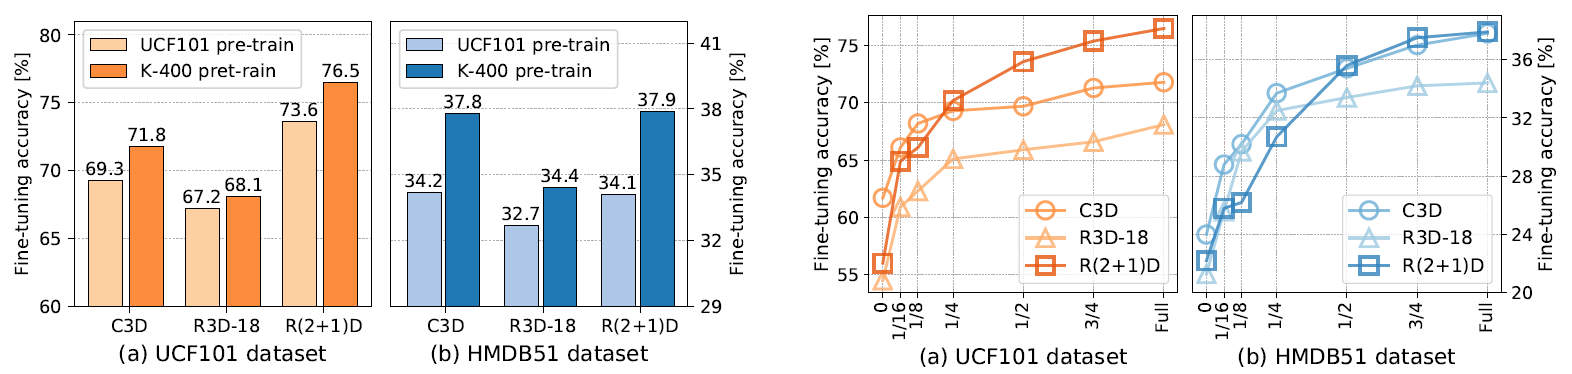 Fine-tuning accuracy [%]
80
75
70
65
60
UCF101 pre-train
K-400 pret-rain
69.3
71.8
67.2
68.1
73.6
76.5
C3D
R3D-18
R(2+1)D
(a) UCF101 dataset
UCF101 pre-train
K-400 pre-train
34.2
37.8
32.7
34.4
34.1
37.9
41
38
35
32
29
Fine-tuning accuracy [%]
C3D
R3D-18
R(2+1)D
(b) HMDB51 dataset
Fine-tuning accuracy [%]
75
70
65
60
55
C3D
R3D-18
R(2+1)D
0
1/16
1/8
1/4
1/2
3/4
Full
(a) UCF101 dataset
C3D
R3D-18
R(2+1)D
36
32
28
24
20
Fine-tuning accuracy [%]
0
1/16
1/8
1/4
1/2
3/4
Full
(b) HMDB51 dataset